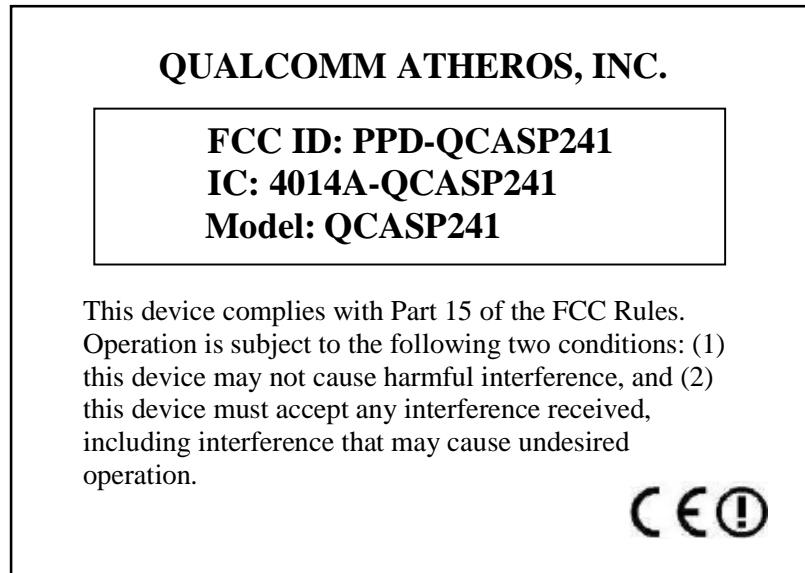 QUALCOMM ATHEROS, INC.
FCC ID: PPD-QCASP241
IC: 4014A-QCASP241
Model: QCASP241
This device complies with Part 15 of the FCC Rules.
Operation is subject to the following two conditions: (1)
this device may not cause harmful interference, and (2)
this device must accept any interference received,
including interference that may cause undesired
operation.
CE!